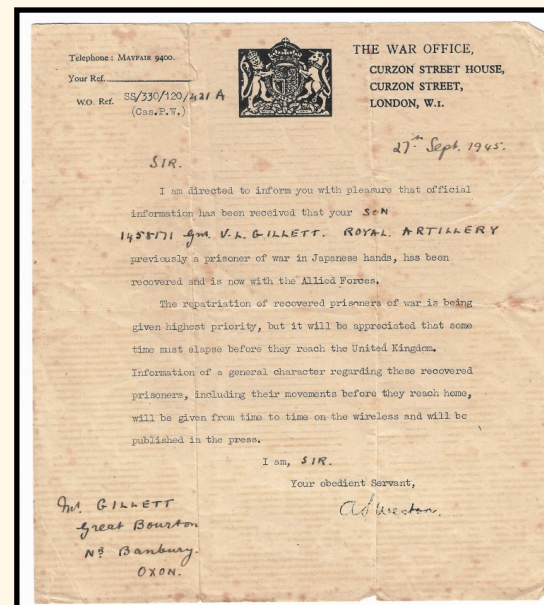 Telephone: MAYFAIR 9400.
Your Ref.
W.O. Ref. SS/330/120/421 A
(Cas.P.W.)
THE WAR OFFICE,
CURZON STREET HOUSE,
CURZON STREET,
LONDON, W.1.
27th Sept. 1945.
SIR.
I am directed to inform you with pleasure that official
information has been received that your SON
1458171 Gnr. V.L. GILLETT. ROYAL ARTILLERY
previously a prisoner of war in Japanese hands, has been
recovered and is now with the Allied Forces.
The repatriation of recovered prisoners of war is being
given highest priority, but it will be appreciated that some
time must elapse before they reach the United Kingdom.
Information of a general character regarding these recovered
prisoners, including their movements before they reach home,
will be given from time to time on the wireless and will be
published in the press.
I am, SIR.
Your obedient Servant,
Mr. GILLETT
Great Bourton
Nr Banbury.
OXON.